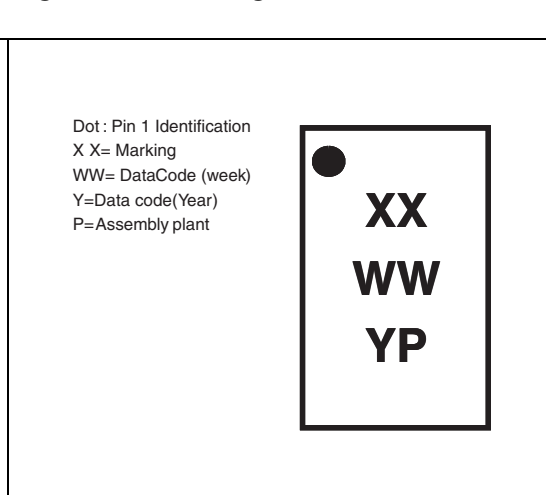 Dot : Pin 1 Identification
X X= Marking
WW= DataCode (week)
Y=Data code(Year)
P=Assembly plant
XX
WW
YP